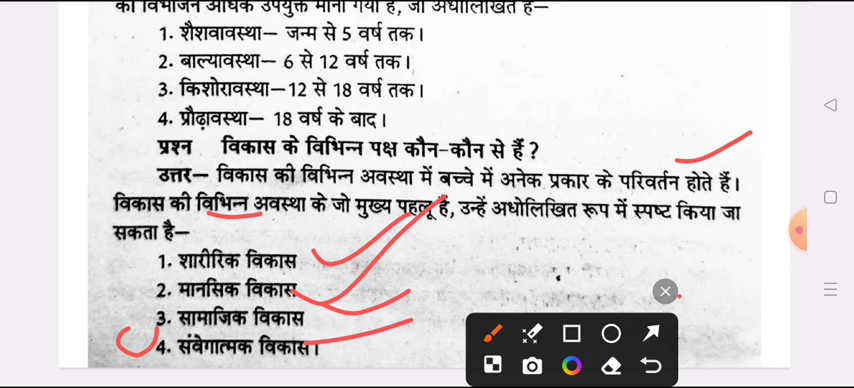 का विभाजन अधिक उपयुक्त माना गया है, जो अधोलिखित है—
1. शैशवावस्था— जन्म से 5 वर्ष तक।
2. बाल्यावस्था— 6 से 12 वर्ष तक।
3. किशोरावस्था—12 से 18 वर्ष तक।
4. प्रौढ़ावस्था— 18 वर्ष के बाद।
प्रश्न विकास के विभिन्न पक्ष कौन-कौन से हैं ?
उत्तर— विकास की विभिन्न अवस्था में बच्चे में अनेक प्रकार के परिवर्तन होते हैं।
विकास की विभिन्न अवस्था के जो मुख्य पहलू हैं, उन्हें अधोलिखित रूप में स्पष्ट किया जा
सकता है—
1. शारीरिक विकास
2. मानसिक विकास
3. सामाजिक विकास
4. संवेगात्मक विकास।